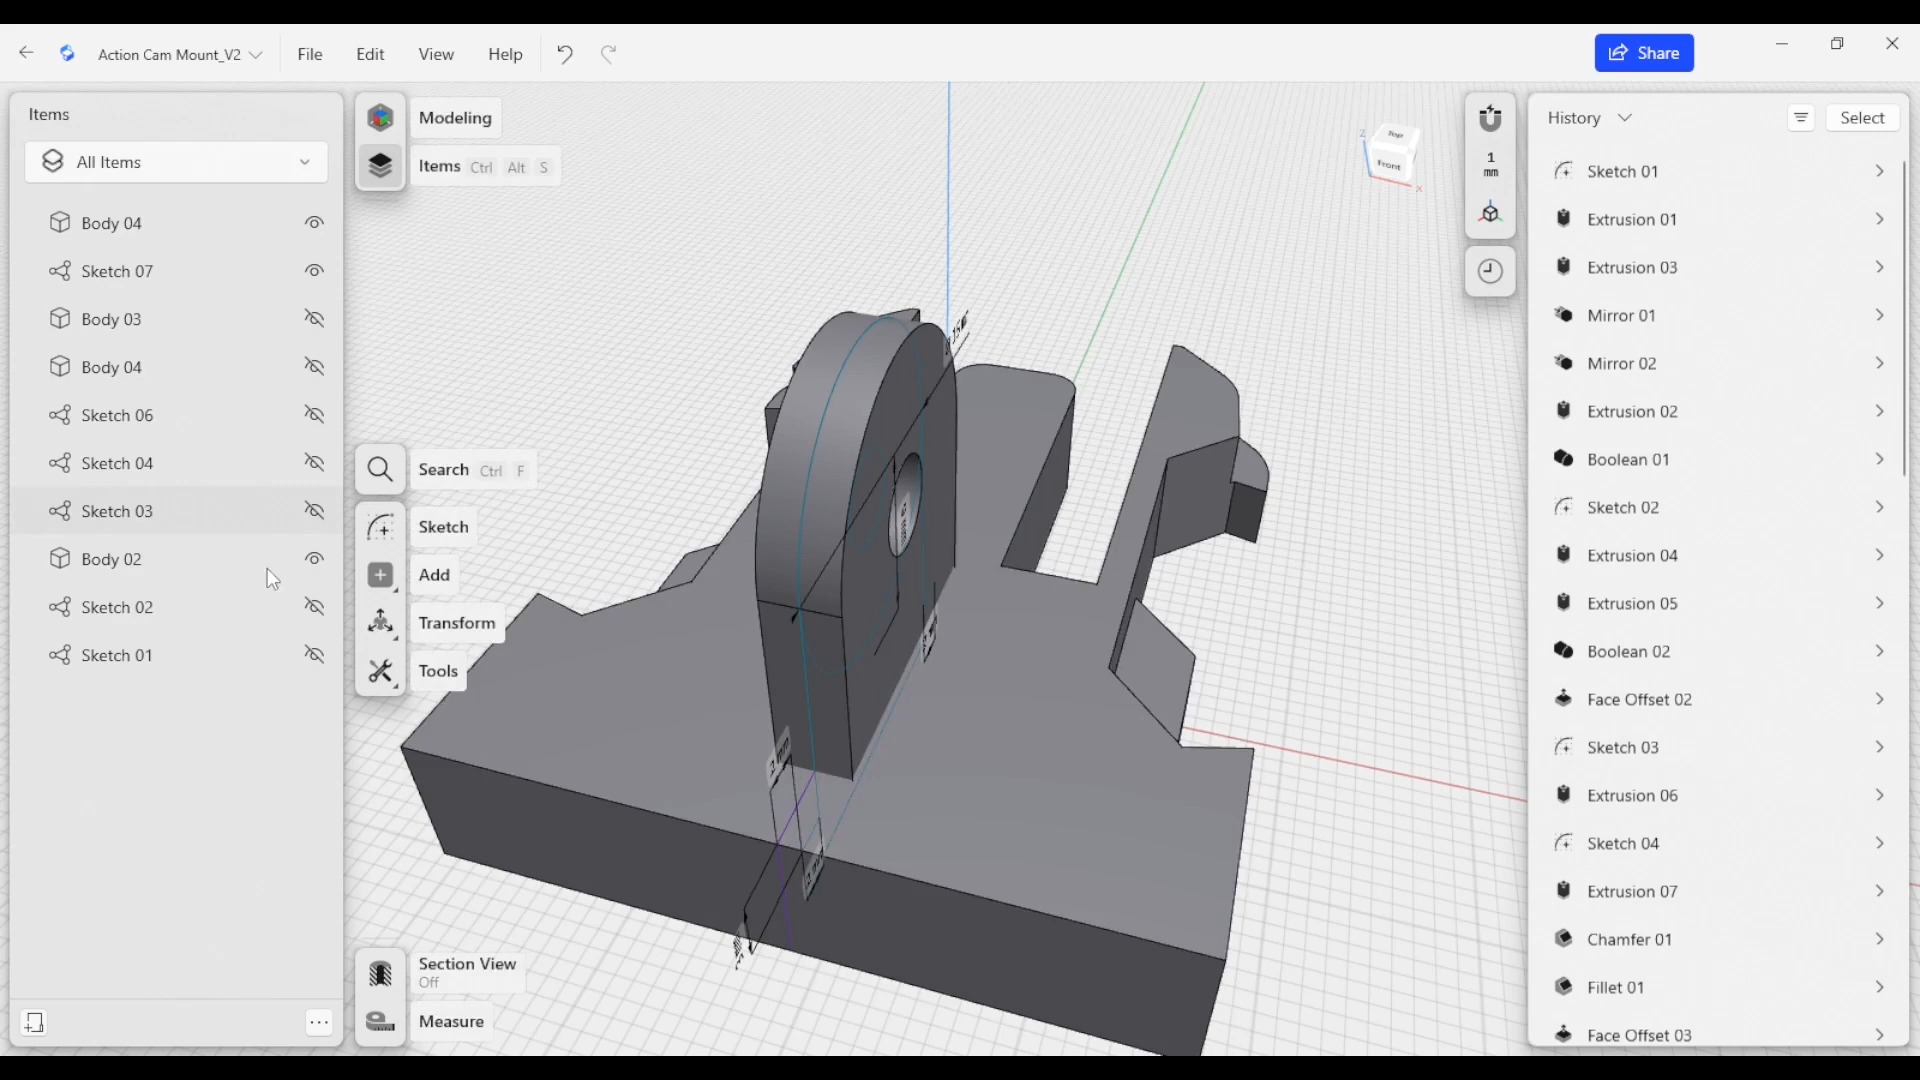 Action Cam Mount_V2
File
Edit
View
Help
Share
Items
All Items
Body 04
Sketch 07
Body 03
Body 04
Sketch 06
Sketch 04
Sketch 03
Body 02
Sketch 02
Sketch 01
Modeling
Items Ctrl Alt S
Search Ctrl F
Sketch
Add
Transform
Tools
Section View
Off
Measure
Z
Front
X
1
mm
History
Select
Sketch 01
Extrusion 01
Extrusion 03
Mirror 01
Mirror 02
Extrusion 02
Boolean 01
Sketch 02
Extrusion 04
Extrusion 05
Boolean 02
Face Offset 02
Sketch 03
Extrusion 06
Sketch 04
Extrusion 07
Chamfer 01
Fillet 01
Face Offset 03